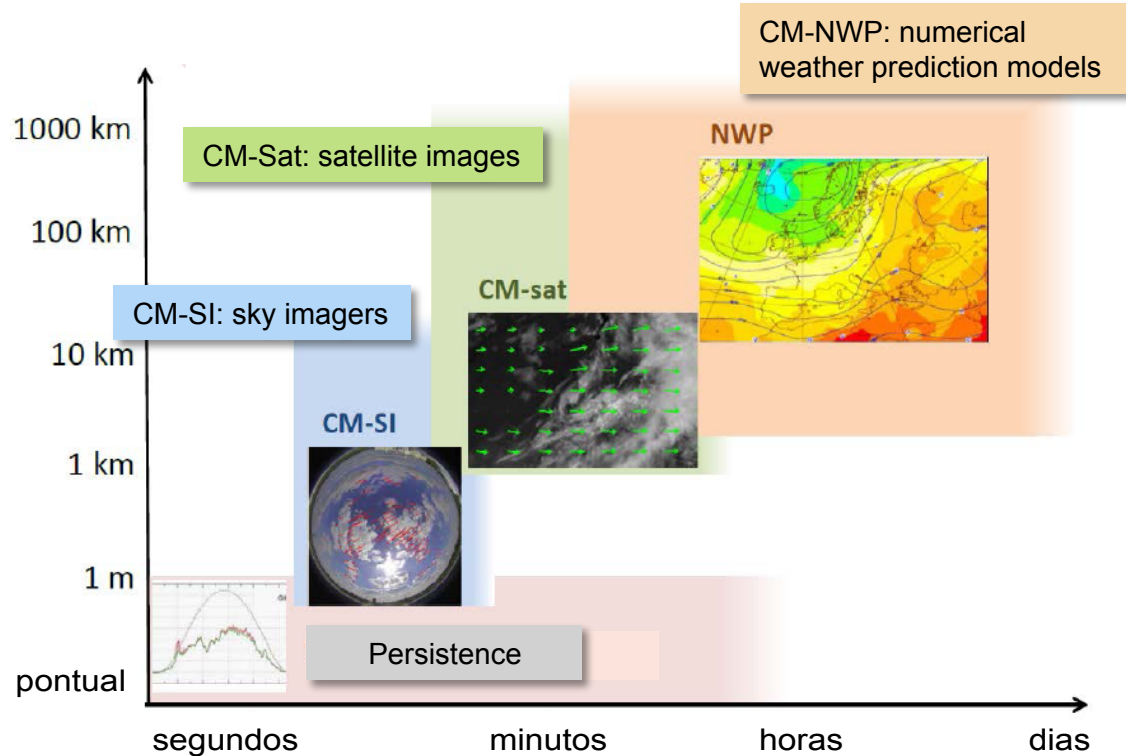 CM-NWP: numerical
weather prediction models
1000 km
CM-Sat: satellite images
NWP
100 km
CM-sat
CM-SI: sky imagers
10 km
CM-SI
1 km
1 m
Persistence
pontual
segundos
minutos
horas
dias